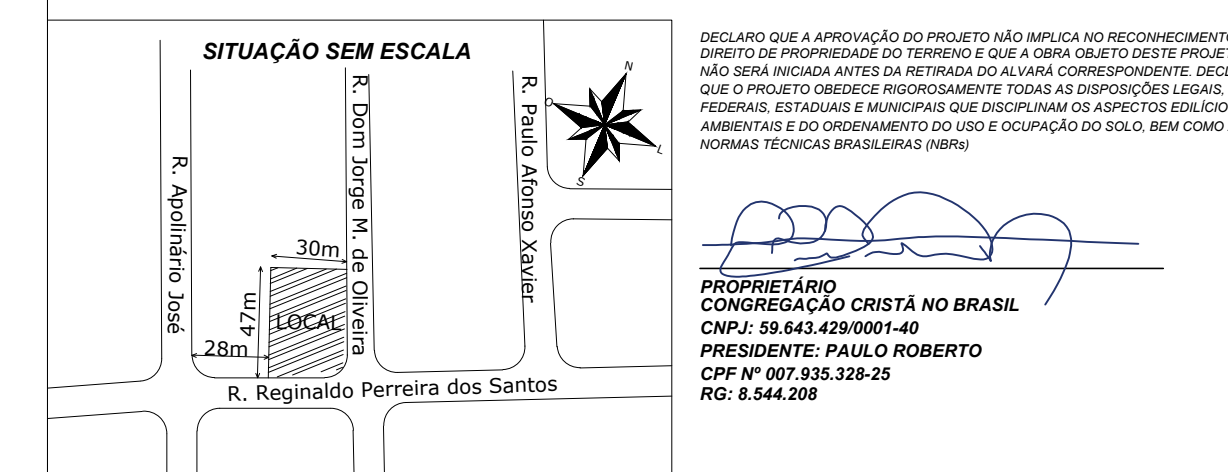 SITUAÇÃO SEM ESCALA
R. Apolinário José
R. Dom Jorge M. de Oliveira
R. Paulo Afonso Xavier
N
O
L
S
30m
47m
LOCAL
28m
R. Reginaldo Perreira dos Santos
DECLARO QUE A APROVAÇÃO DO PROJETO NÃO IMPLICA NO RECONHECIMENTO
DIREITO DE PROPRIEDADE DO TERRENO E QUE A OBRA OBJETO DESTE PROJET
NÃO SERÁ INICIADA ANTES DA RETIRADA DO ALVARÁ CORRESPONDENTE. DECL
QUE O PROJETO OBEDECE RIGOROSAMENTE TODAS AS DISPOSIÇÕES LEGAIS,
FEDERAIS, ESTADUAIS E MUNICIPAIS QUE DISCIPLINAM OS ASPECTOS EDILÍCIO
AMBIENTAIS E DO ORDENAMENTO DO USO E OCUPAÇÃO DO SOLO, BEM COMO
NORMAS TÉCNICAS BRASILEIRAS (NBRs)
PROPRIETÁRIO
CONGREGAÇÃO CRISTÃ NO BRASIL
CNPJ: 59.643.429/0001-40
PRESIDENTE: PAULO ROBERTO
CPF Nº 007.935.328-25
RG: 8.544.208